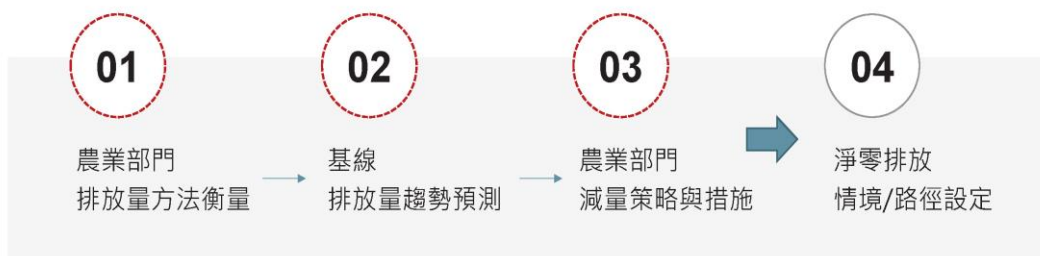 01
農業部門
排放量方法衡量
02
基線
排放量趨勢預測
03
農業部門
減量策略與措施
04
淨零排放
情境/路徑設定